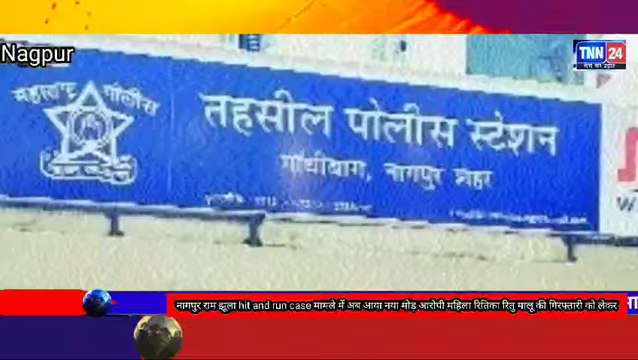 Nagpur
TNN 24
महाराष्ट्र पोलीस
तहसील पोलीस स्टेशन
गांधीबाग, नागपुर शहर
नागपुर राम झूला hit and run case मामले में अब आया नया मोड़ आरोपी महिला रितिका रितु मालू की गिरफ्तारी को लेकर